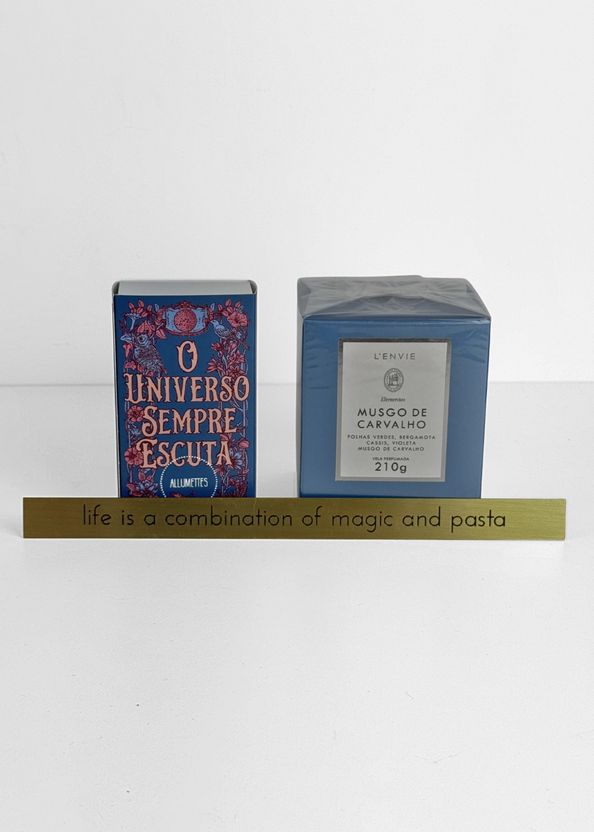 O
UNIVERSO
SEMPRE
ESCUTA
ALLUMETTES
L'ENVIE
Elementos
MUSGO DE
CARVALHO
FOLHAS VERDES, BERGAMOTA
CASSIS, VIOLETA
MUSGO DE CARVALHO
VELA PERFUMADA
210g
life is a combination of magic and pasta